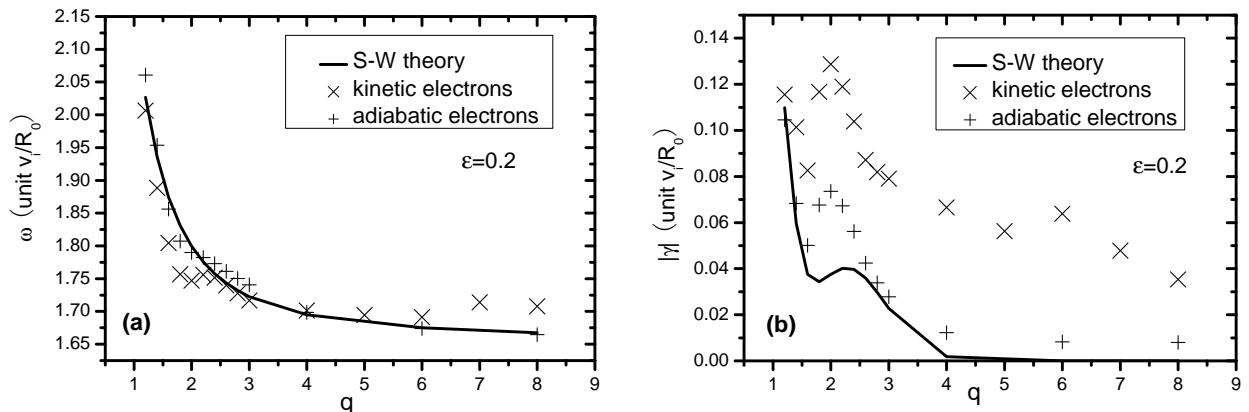 2.15
2.10
2.05
2.00
1.95
1.90
1.85
1.80
1.75
1.70
1.65
ω (unit v_i/R_0)
S-W theory
kinetic electrons
adiabatic electrons
ε=0.2
(a)
1 2 3 4 5 6 7 8 9
q
0.14
0.12
0.10
0.08
0.06
0.04
0.02
0.00
|γ| (unit v_i/R_0)
S-W theory
kinetic electrons
adiabatic electrons
ε=0.2
(b)
1 2 3 4 5 6 7 8 9
q